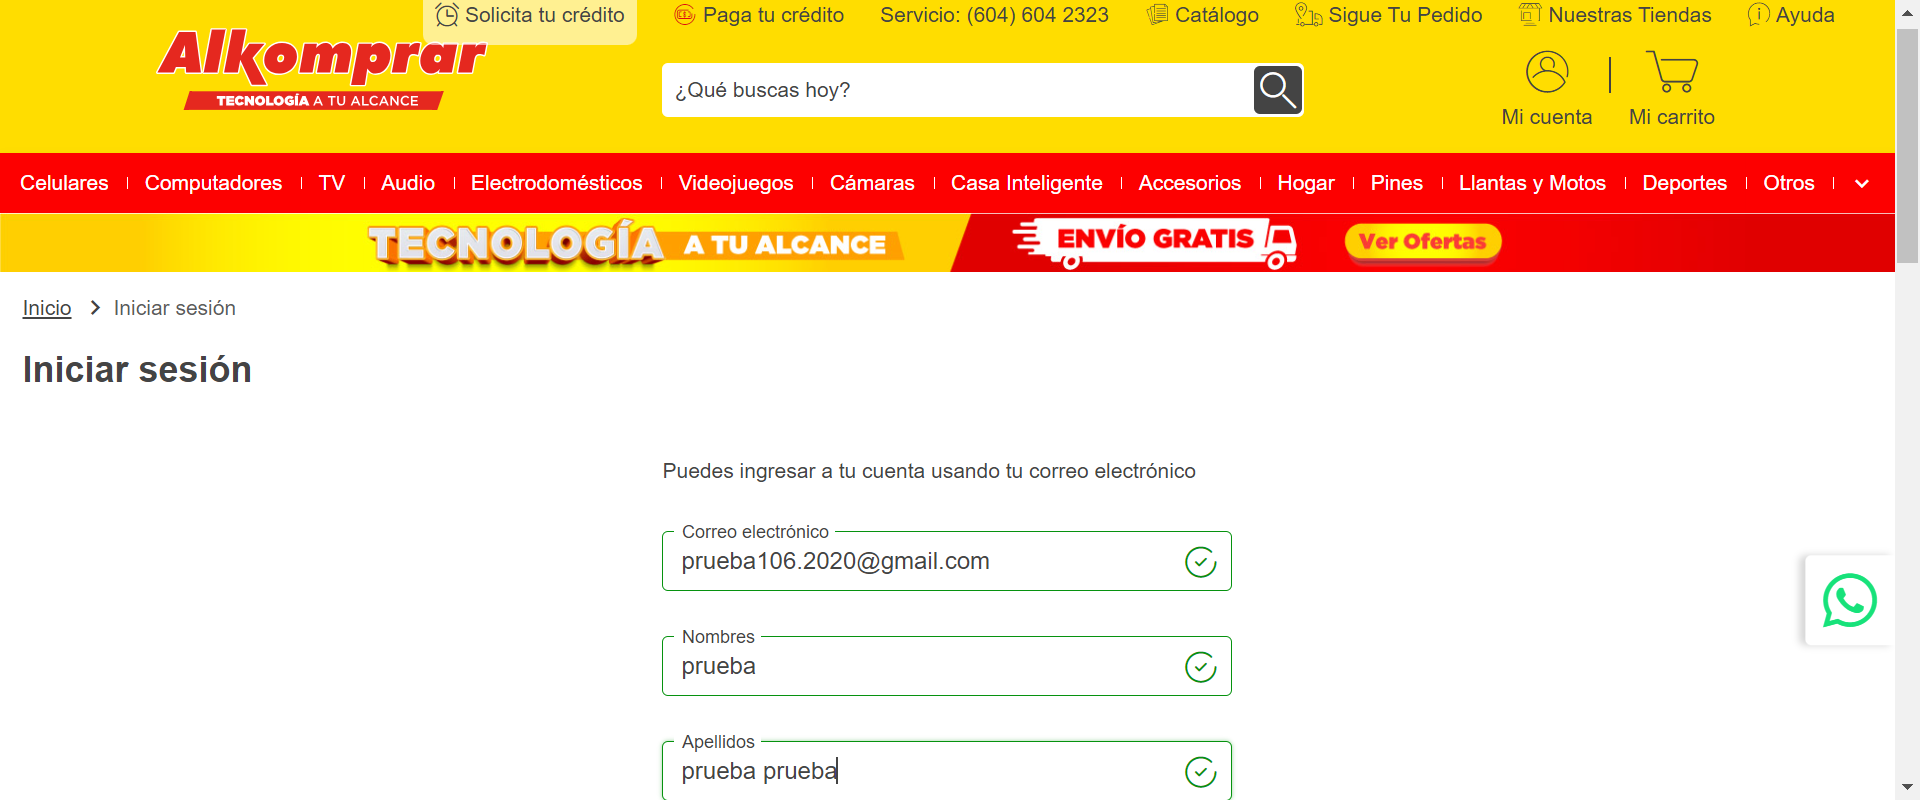 Solicita tu crédito
Paga tu crédito
Servicio: (604) 604 2323
Catálogo
Sigue Tu Pedido
Nuestras Tiendas
Ayuda
Alkomprar
TECNOLOGÍA A TU ALCANCE
¿Qué buscas hoy?
Mi cuenta
Mi carrito
Celulares
Computadores
TV
Audio
Electrodomésticos
Videojuegos
Cámaras
Casa Inteligente
Accesorios
Hogar
Pines
Llantas y Motos
Deportes
Otros
TECNOLOGÍA A TU ALCANCE
ENVÍO GRATIS
Ver Ofertas
Inicio
Iniciar sesión
Iniciar sesión
Puedes ingresar a tu cuenta usando tu correo electrónico
Correo electrónico
prueba106.2020@gmail.com
Nombres
prueba
Apellidos
prueba prueba